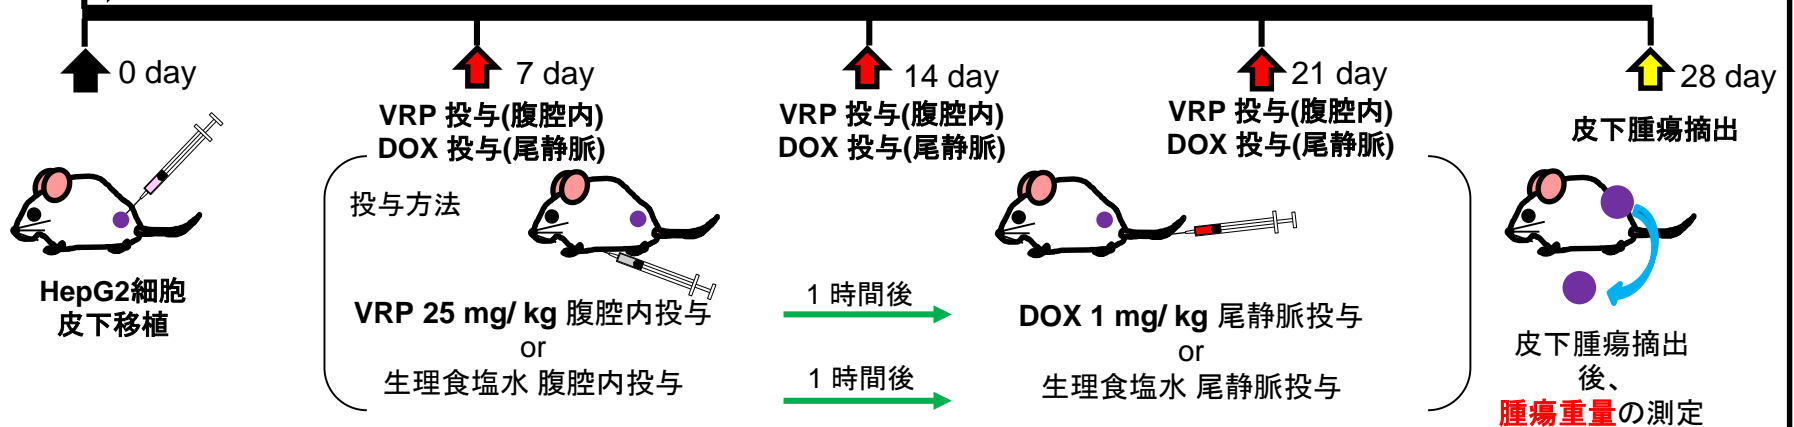 0 day
7 day
14 day
21 day
28 day
VRP 投与(腹腔内)
DOX 投与(尾静脈)
VRP 投与(腹腔内)
DOX 投与(尾静脈)
VRP 投与(腹腔内)
DOX 投与(尾静脈)
皮下腫瘍摘出
投与方法
HepG2細胞
皮下移植
VRP 25 mg/ kg 腹腔内投与
or
生理食塩水 腹腔内投与
1 時間後
1 時間後
DOX 1 mg/ kg 尾静脈投与
or
生理食塩水 尾静脈投与
皮下腫瘍摘出
後、
腫瘍重量の測定